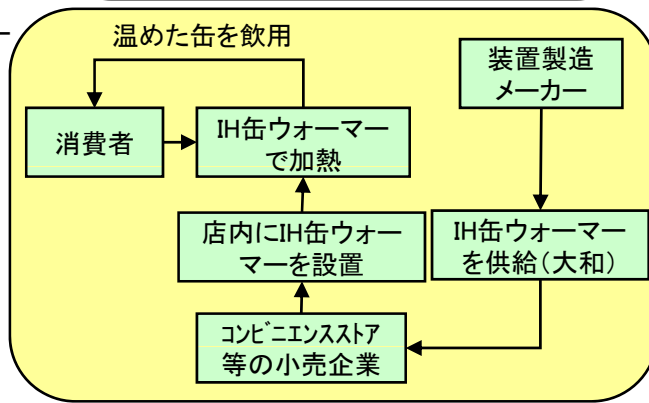 温めた缶を飲用
装置製造
メーカー
消費者
IH缶ウォーマー
で加熱
店内にIH缶ウォー
マーを設置
IH缶ウォーマー
を供給(大和)
ｺﾝﾋﾞﾆｴﾝｽストア
等の小売企業